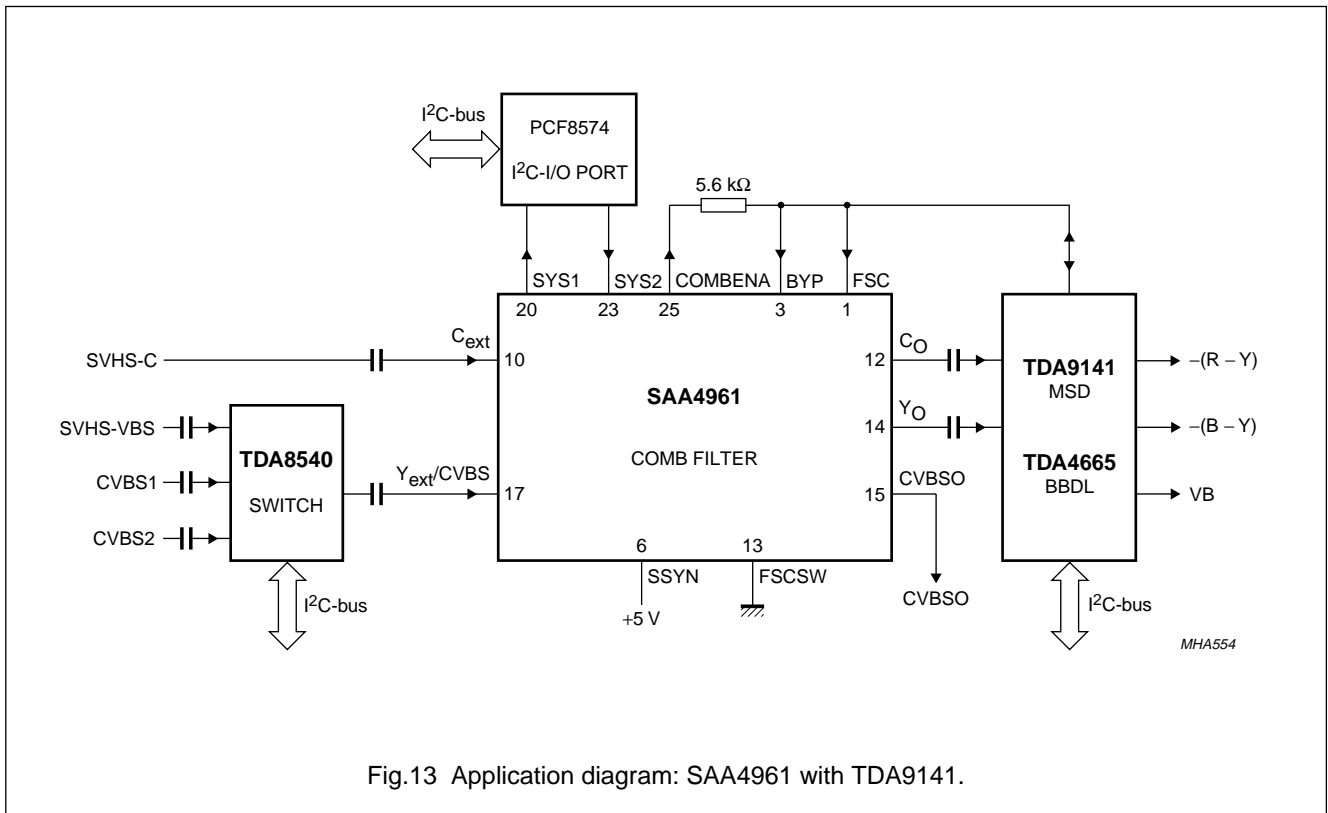 I²C-bus
PCF8574
I²C-I/O PORT
5.6 kΩ
SYS1
SYS2
COMBENA
BYP
FSC
20
23
25
3
1
SVHS-C
Cext
10
12
CO
SAA4961
COMB FILTER
TDA9141
MSD
−(R − Y)
SVHS-VBS
CVBS1
CVBS2
TDA8540
SWITCH
Yext/CVBS
17
14
YO
−(B − Y)
TDA4665
BBDL
15
CVBSO
VB
6
SSYN
+5 V
13
FSCSW
CVBSO
I²C-bus
I²C-bus
MHA554
Fig.13 Application diagram: SAA4961 with TDA9141.